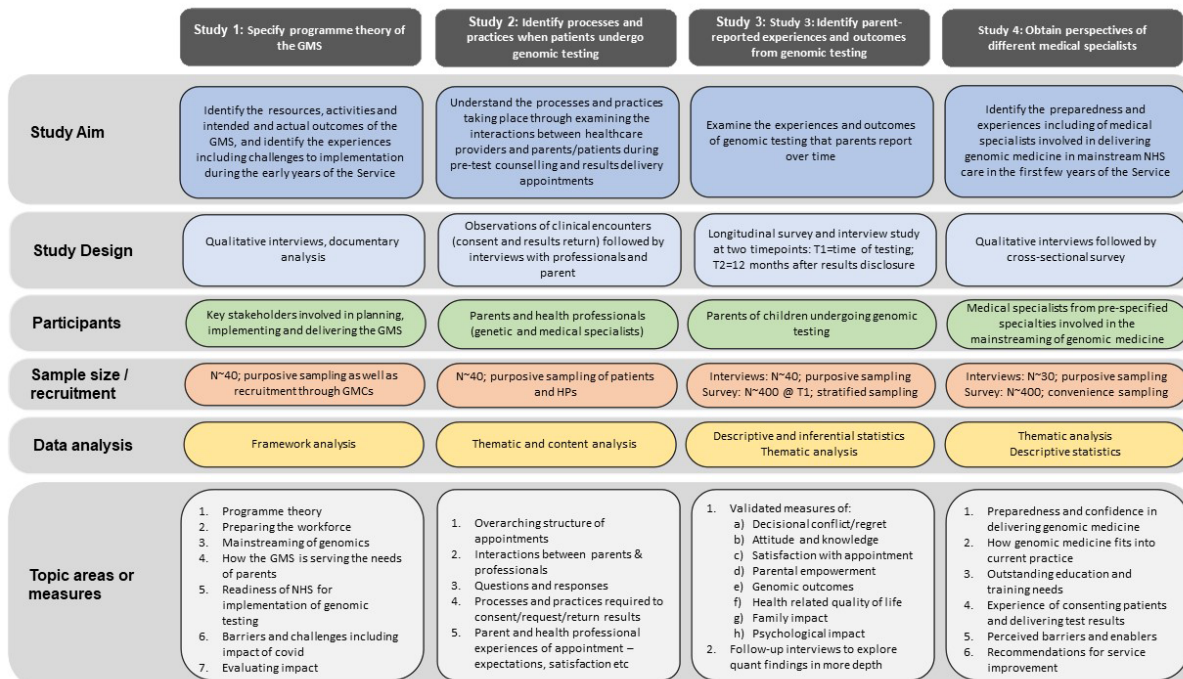 Study 1: Specify programme theory of
the GMS
Study 2: Identify processes and
practices when patients undergo
genomic testing
Study 3: Study 3: Identify parent-
reported experiences and outcomes
from genomic testing
Study 4: Obtain perspectives of
different medical specialists
Study Aim
Identify the resources, activities and
intended and actual outcomes of the
GMS, and identify the experiences
including challenges to implementation
during the early years of the Service
Understand the processes and practices
taking place through examining the
interactions between healthcare
providers and parents/patients during
pre-test counselling and results delivery
appointments
Examine the experiences and outcomes
of genomic testing that parents report
over time
Identify the preparedness and
experiences including of medical
specialists involved in delivering
genomic medicine in mainstream NHS
care in the first few years of the Service
Study Design
Qualitative interviews, documentary
analysis
Observations of clinical encounters
(consent and results return) followed by
interviews with professionals and
parent
Longitudinal survey and interview study
at two timepoints: T1=time of testing;
T2=12 months after results disclosure
Qualitative interviews followed by
cross-sectional survey
Participants
Key stakeholders involved in planning,
implementing and delivering the GMS
Parents and health professionals
(genetic and medical specialists)
Parents of children undergoing genomic
testing
Medical specialists from pre-specified
specialties involved in the
mainstreaming of genomic medicine
Sample size /
recruitment
N~40; purposive sampling as well as
recruitment through GMCs
N~40; purposive sampling of patients
and HPs
Interviews: N~40; purposive sampling
Survey: N~400 @ T1; stratified sampling
Interviews: N~30; purposive sampling
Survey: N~400; convenience sampling
Data analysis
Framework analysis
Thematic and content analysis
Descriptive and inferential statistics
Thematic analysis
Thematic analysis
Descriptive statistics
Topic areas or
measures
1. Programme theory
2. Preparing the workforce
3. Mainstreaming of genomics
4. How the GMS is serving the needs
of parents
5. Readiness of NHS for
implementation of genomic
testing
6. Barriers and challenges including
impact of covid
7. Evaluating impact
1. Overarching structure of
appointments
2. Interactions between parents &
professionals
3. Questions and responses
4. Processes and practices required to
consent/request/return results
5. Parent and health professional
experiences of appointment –
expectations, satisfaction etc
1. Validated measures of:
a) Decisional conflict/regret
b) Attitude and knowledge
c) Satisfaction with appointment
d) Parental empowerment
e) Genomic outcomes
f) Health related quality of life
g) Family impact
h) Psychological impact
2. Follow-up interviews to explore
quant findings in more depth
1. Preparedness and confidence in
delivering genomic medicine
2. How genomic medicine fits into
current practice
3. Outstanding education and
training needs
4. Experience of consenting patients
and delivering test results
5. Perceived barriers and enablers
6. Recommendations for service
improvement